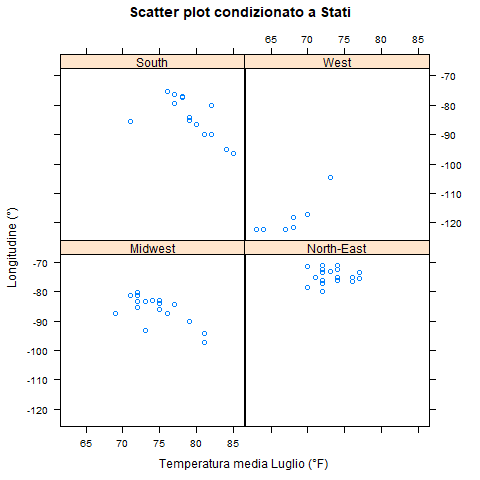 Scatter plot condizionato a Stati
65 70 75 80 85
South West
-70
-80
-90
-100
-110
-120
Midwest North-East
-70
-80
-90
-100
-110
-120
65 70 75 80 85
Longitudine (°)
Temperatura media Luglio (°F)